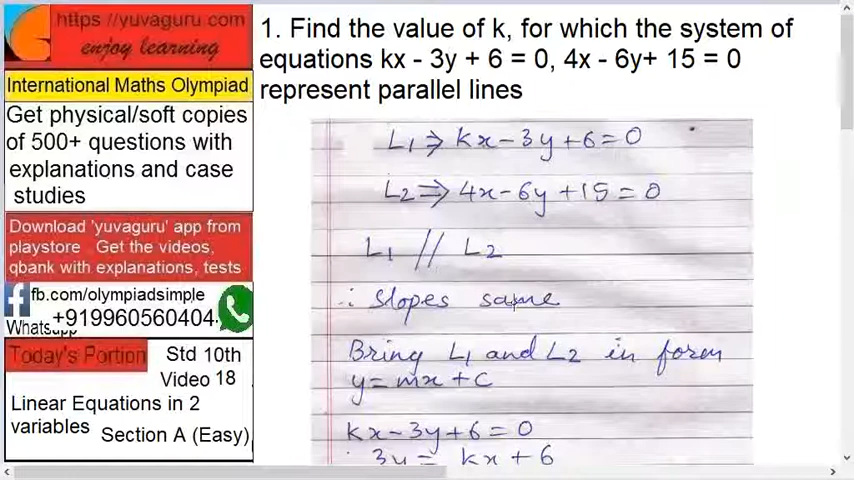 https //yuvaguru com
enjoy learning
International Maths Olympiad
Get physical/soft copies
of 500+ questions with
explanations and case
studies
Download 'yuvaguru' app from
playstore Get the videos,
qbank with explanations, tests
fb.com/olympiadsimple
+919960560404
Whatsapp
Today's Portion
Std 10th
Video 18
Linear Equations in 2
variables
Section A (Easy)
1. Find the value of k, for which the system of
equations kx - 3y + 6 = 0, 4x - 6y+ 15 = 0
represent parallel lines
L₁ ⇒ kx - 3y + 6 = 0
L₂ ⇒ 4x - 6y + 15 = 0
L₁ // L₂
∴ Slopes same
Bring L₁ and L₂ in form
y = mx + c
kx - 3y + 6 = 0
∴ 3y = kx + 6